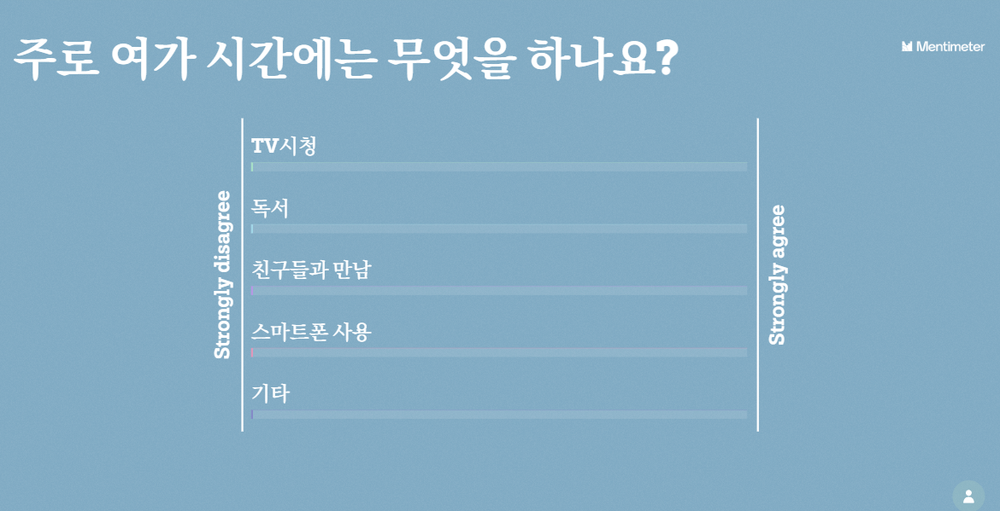 주로 여가 시간에는 무엇을 하나요?
Mentimeter
TV시청
독서
친구들과 만남
스마트폰 사용
기타
Strongly disagree
Strongly agree